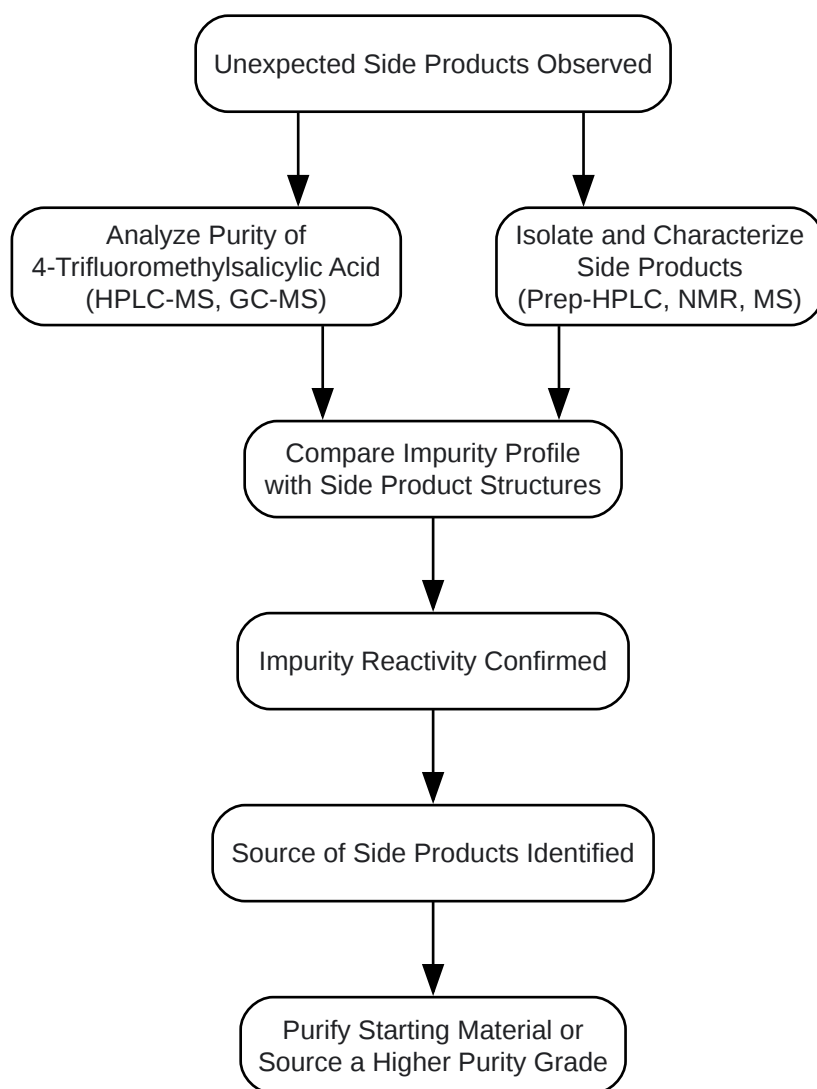 Unexpected Side Products Observed
Analyze Purity of
4-Trifluoromethylsalicylic Acid
(HPLC-MS, GC-MS)
Isolate and Characterize
Side Products
(Prep-HPLC, NMR, MS)
Compare Impurity Profile
with Side Product Structures
Impurity Reactivity Confirmed
Source of Side Products Identified
Purify Starting Material or
Source a Higher Purity Grade